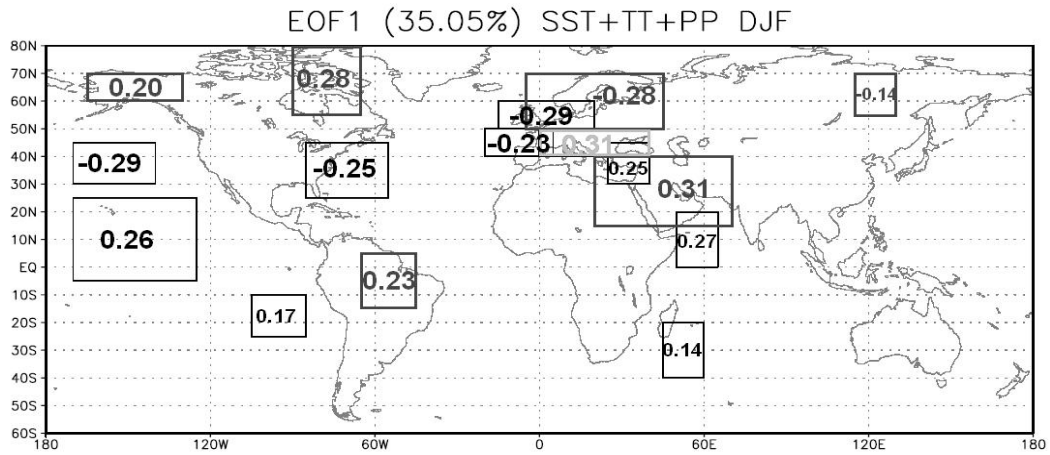 EOF1 (35.05%) SST+TT+PP DJF
80N
70N
60N
50N
40N
30N
20N
10N
EQ
10S
20S
30S
40S
50S
60S
0.20
0.28
-0.28
-0.14
-0.29
-0.23
0.31
-0.29
-0.25
0.25
0.31
0.26
0.27
0.23
0.17
0.14
180
120W
60W
0
60E
120E
180